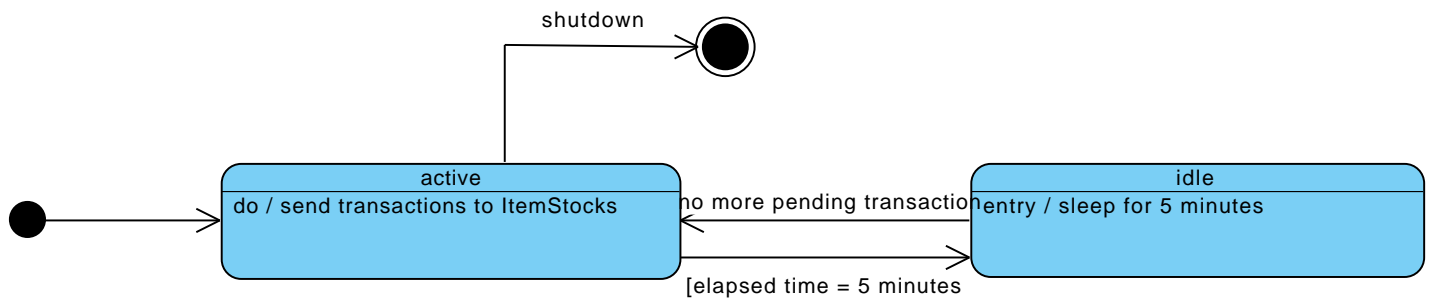 shutdown
active
do / send transactions to ItemStocks
no more pending transaction
idle
entry / sleep for 5 minutes
[elapsed time = 5 minutes